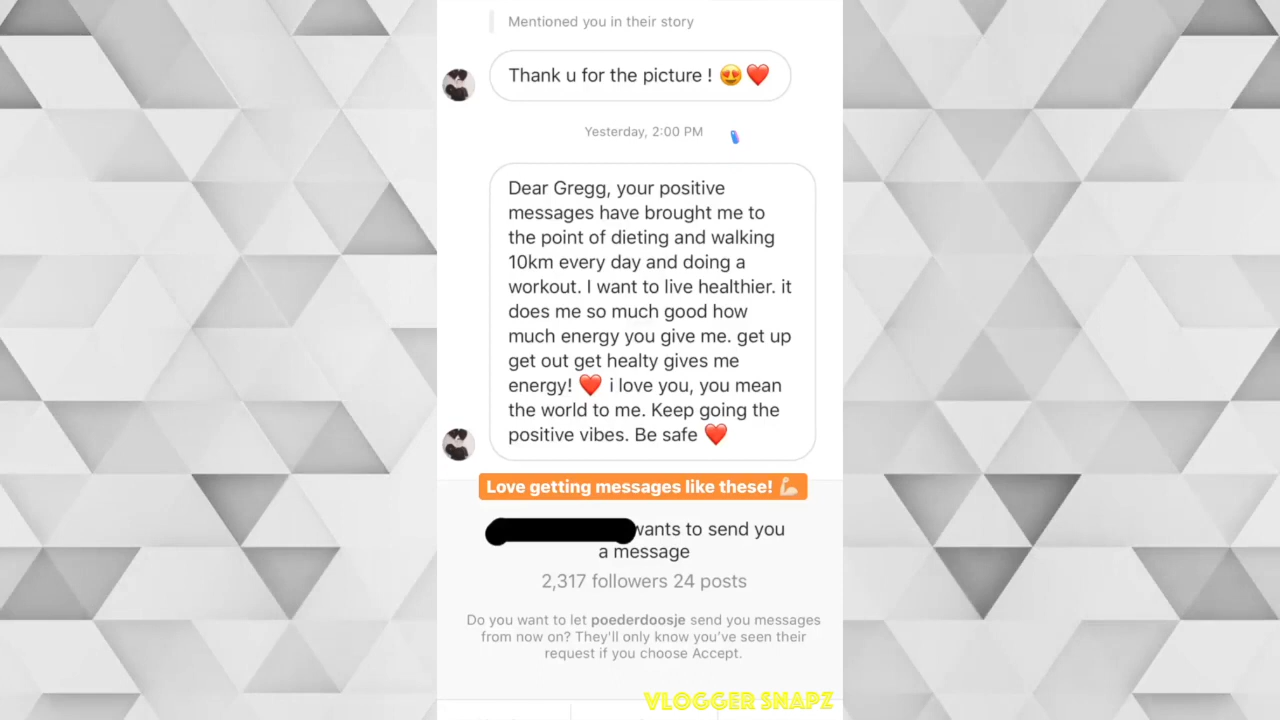 Mentioned you in their story
Thank u for the picture ! 😍❤️
Yesterday, 2:00 PM
Dear Gregg, your positive
messages have brought me to
the point of dieting and walking
10km every day and doing a
workout. I want to live healthier. it
does me so much good how
much energy you give me. get up
get out get healty gives me
energy! ❤️ i love you, you mean
the world to me. Keep going the
positive vibes. Be safe ❤️
Love getting messages like these! 💪🏻
wants to send you
a message
2,317 followers 24 posts
Do you want to let poederdoosje send you messages
from now on? They'll only know you've seen their
request if you choose Accept.
VLOGGER SNAPZ